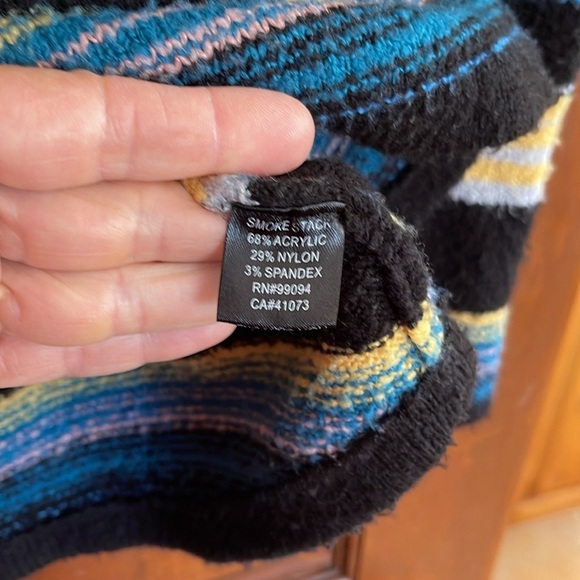 SMOKE STACK
68% ACRYLIC
29% NYLON
3% SPANDEX
RN#99094
CA#41073